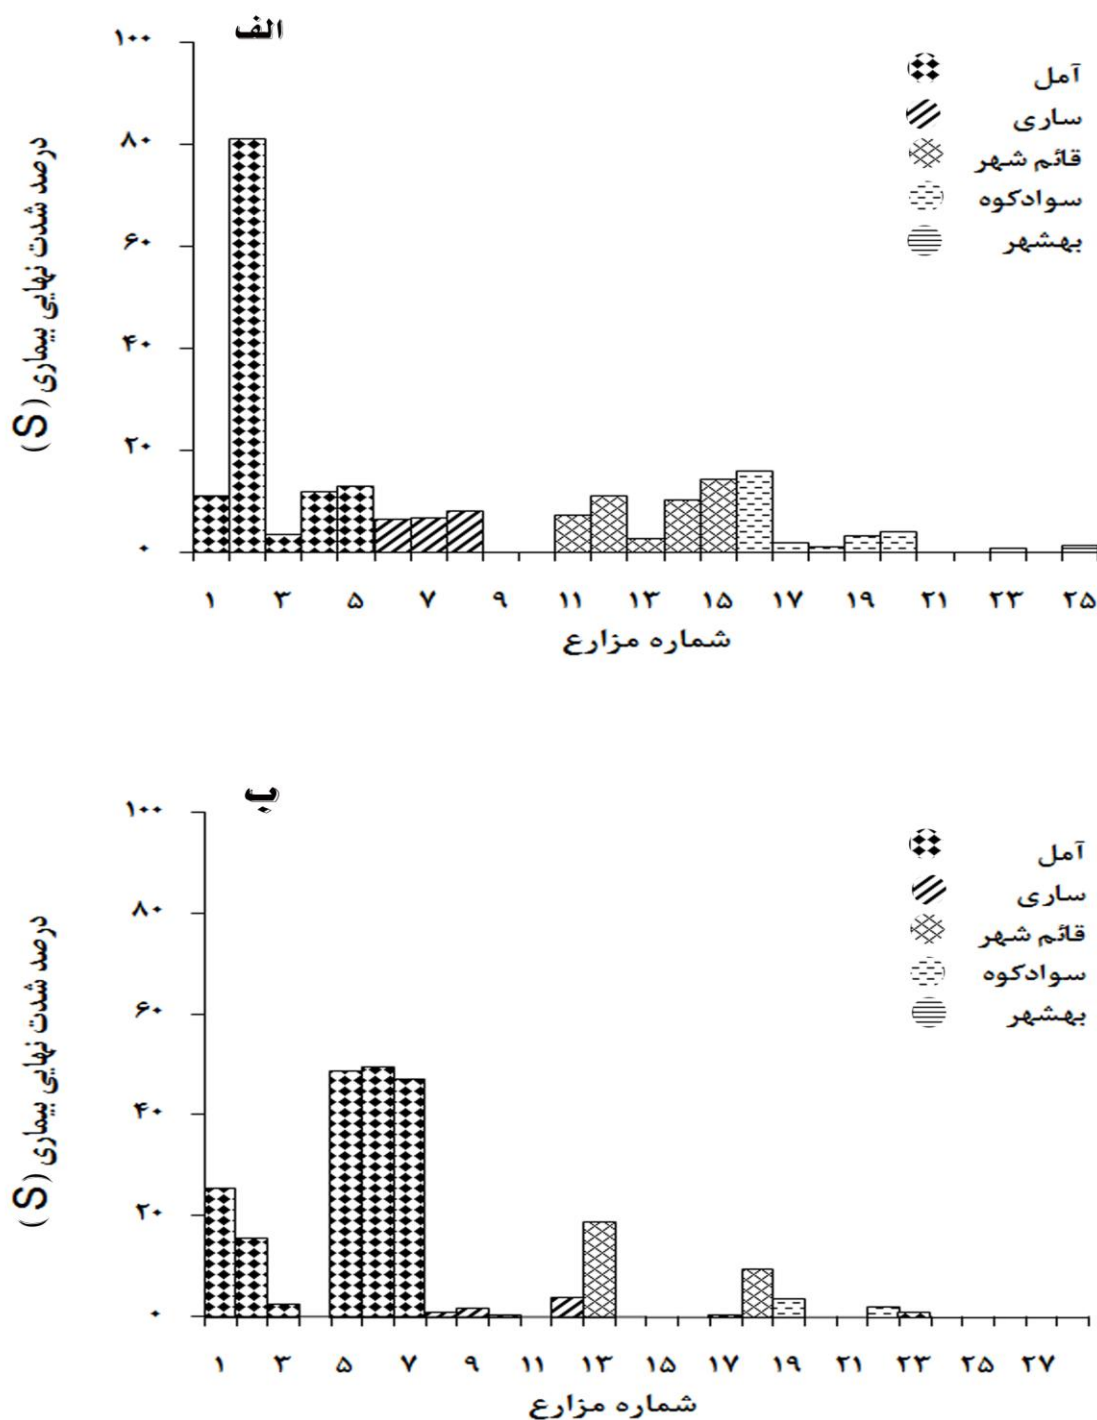 الف
۱۰۰
۸۰
۶۰
۴۰
۲۰
۰
درصد شدت نهایی بیماری (S)
آمل
ساری
قائم شهر
سوادکوه
بهشهر
۱ ۳ ۵ ۷ ۹ ۱۱ ۱۳ ۱۵ ۱۷ ۱۹ ۲۱ ۲۳ ۲۵
شماره مزارع
ب
۱۰۰
۸۰
۶۰
۴۰
۲۰
۰
درصد شدت نهایی بیماری (S)
آمل
ساری
قائم شهر
سوادکوه
بهشهر
۱ ۳ ۵ ۷ ۹ ۱۱ ۱۳ ۱۵ ۱۷ ۱۹ ۲۱ ۲۳ ۲۵ ۲۷
شماره مزارع